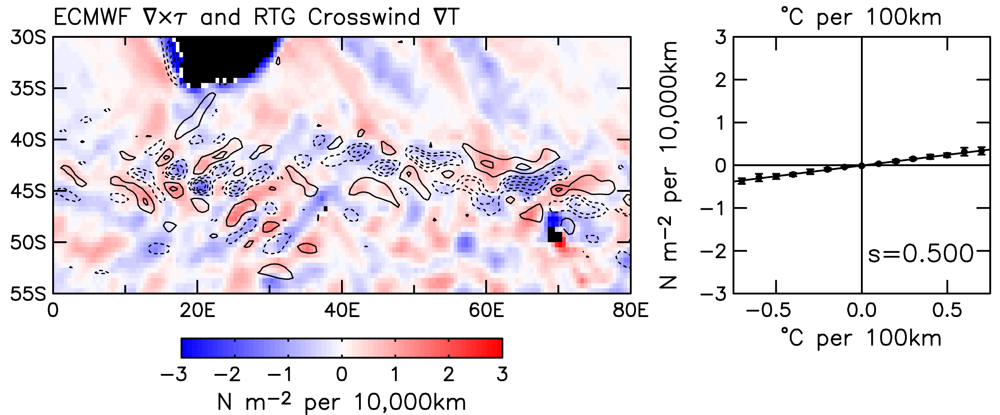 ECMWF ∇×τ and RTG Crosswind ∇T
30S
35S
40S
45S
50S
55S
0 20E 40E 60E 80E
−3 −2 −1 0 1 2 3
N m−2 per 10,000km
°C per 100km
N m−2 per 10,000km
3
2
1
0
−1
−2
−3
s=0.500
−0.5 0.0 0.5
°C per 100km